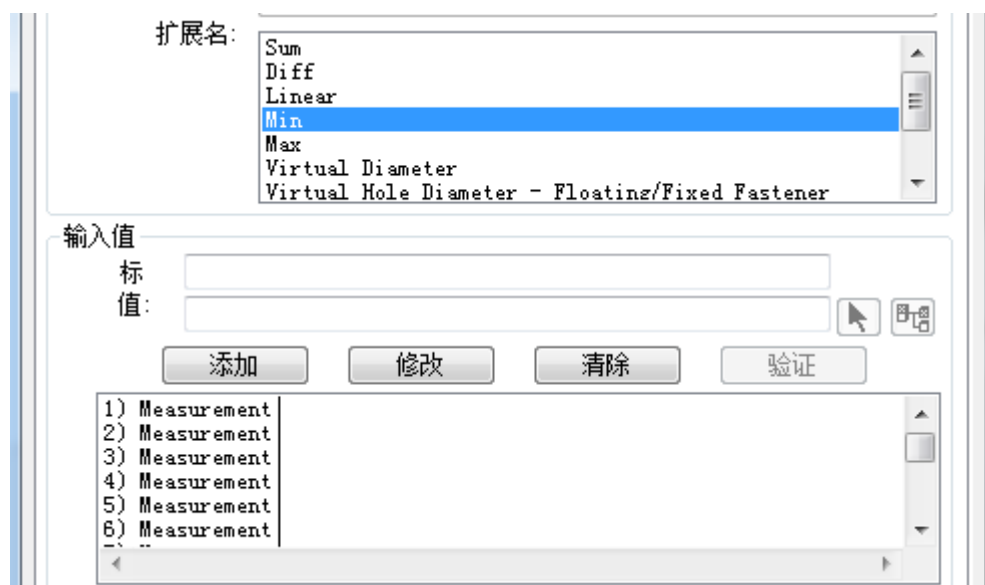 扩展名:
Sum
Diff
Linear
Min
Max
Virtual Diameter
Virtual Hole Diameter - Floating/Fixed Fastener
输入值
标
值:
添加 修改 清除 验证
1) Measurement
2) Measurement
3) Measurement
4) Measurement
5) Measurement
6) Measurement